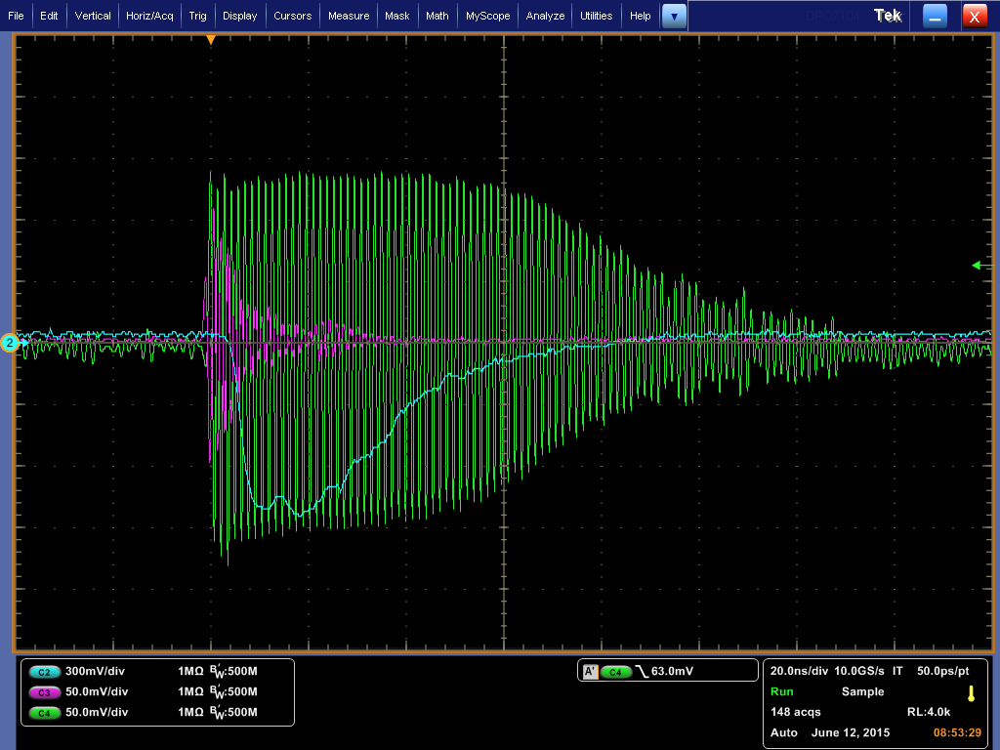 File Edit Vertical Horiz/Acq Trig Display Cursors Measure Mask Math MyScope Analyze Utilities Help Tek
2
C2 300mV/div 1MΩ B'W:500M
C3 50.0mV/div 1MΩ B'W:500M
C4 50.0mV/div 1MΩ B'W:500M
A' C4 63.0mV
20.0ns/div 10.0GS/s IT 50.0ps/pt
Run Sample
148 acqs RL:4.0k
Auto June 12, 2015 08:53:29